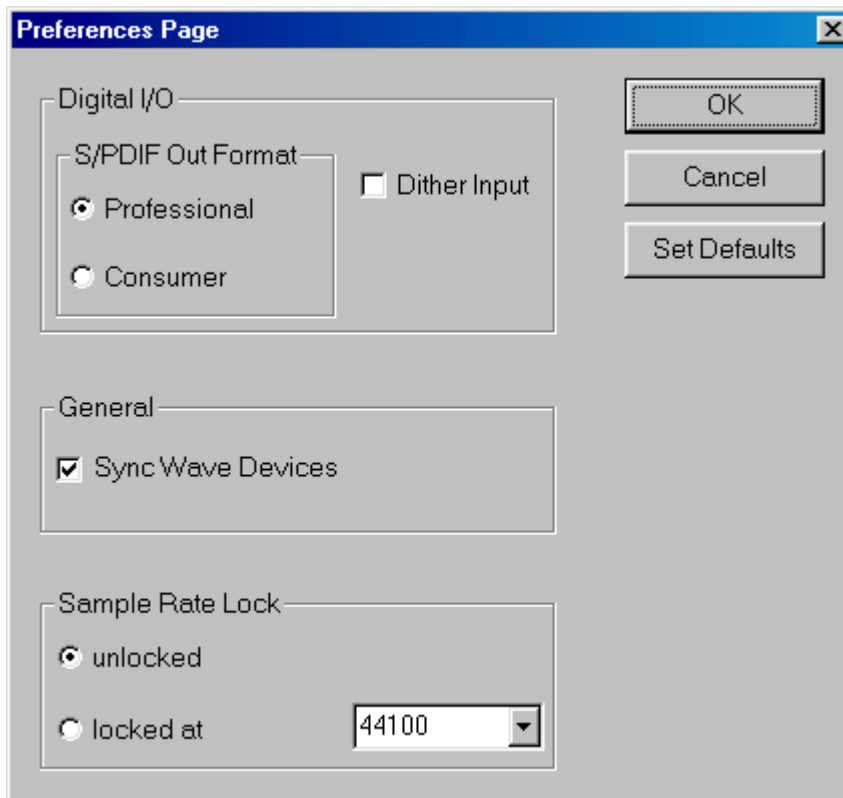 Preferences Page
Digital I/O
S/PDIF Out Format
Professional
Consumer
Dither Input
OK
Cancel
Set Defaults
General
Sync Wave Devices
Sample Rate Lock
unlocked
locked at
44100